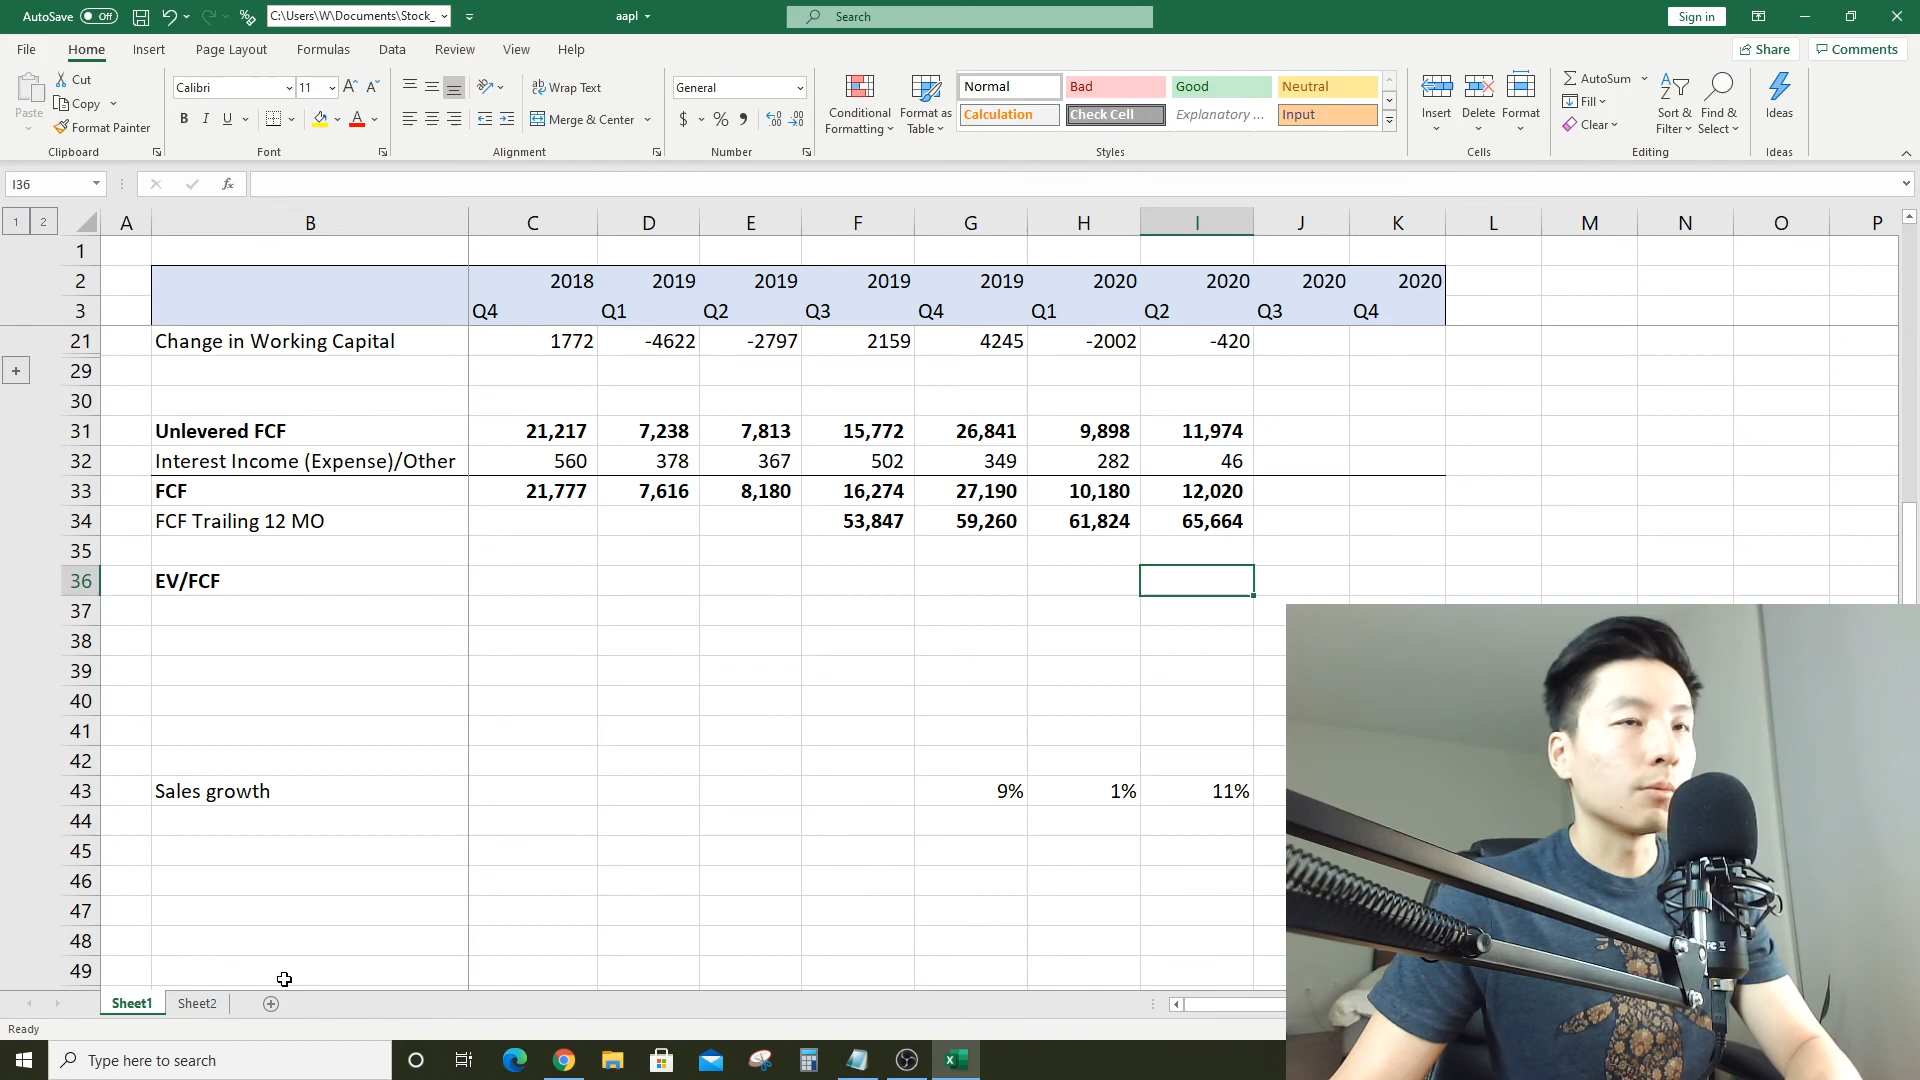 AutoSave Off C:\Users\W\Documents\Stock_ aapl Search Sign in
File Home Insert Page Layout Formulas Data Review View Help Share Comments
Paste Cut Copy Format Painter Clipboard
Calibri 11 A A B I U A Font
ab Wrap Text Merge & Center Alignment
General $ % , Number
Conditional Formatting Format as Table
Normal Bad Good Neutral
Calculation Check Cell Explanatory ... Input
Styles
Insert Delete Format Cells
AutoSum Fill Clear Sort & Filter Find & Select Editing
Ideas Ideas
I36 fx
1 2 A B C D E F G H I J K L M N O P
1
2 2018 2019 2019 2019 2019 2020 2020 2020 2020
3 Q4 Q1 Q2 Q3 Q4 Q1 Q2 Q3 Q4
21 Change in Working Capital 1772 -4622 -2797 2159 4245 -2002 -420
29
30
31 Unlevered FCF 21,217 7,238 7,813 15,772 26,841 9,898 11,974
32 Interest Income (Expense)/Other 560 378 367 502 349 282 46
33 FCF 21,777 7,616 8,180 16,274 27,190 10,180 12,020
34 FCF Trailing 12 MO 53,847 59,260 61,824 65,664
35
36 EV/FCF
37
38
39
40
41
42
43 Sales growth 9% 1% 11%
44
45
46
47
48
49
Sheet1 Sheet2
Ready
Type here to search